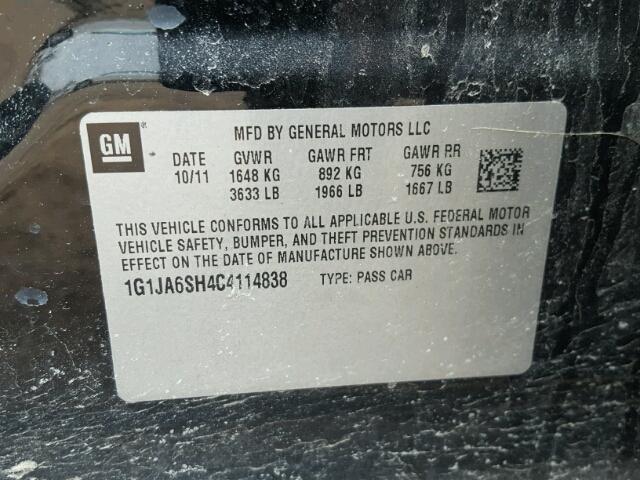 GM
MFD BY GENERAL MOTORS LLC
DATE GVWR GAWR FRT GAWR RR
10/11 1648 KG 892 KG 756 KG
3633 LB 1966 LB 1667 LB
THIS VEHICLE CONFORMS TO ALL APPLICABLE U.S. FEDERAL MOTOR
VEHICLE SAFETY, BUMPER, AND THEFT PREVENTION STANDARDS IN
EFFECT ON THE DATE OF MANUFACTURE SHOWN ABOVE.
1G1JA6SH4C4114838 TYPE: PASS CAR